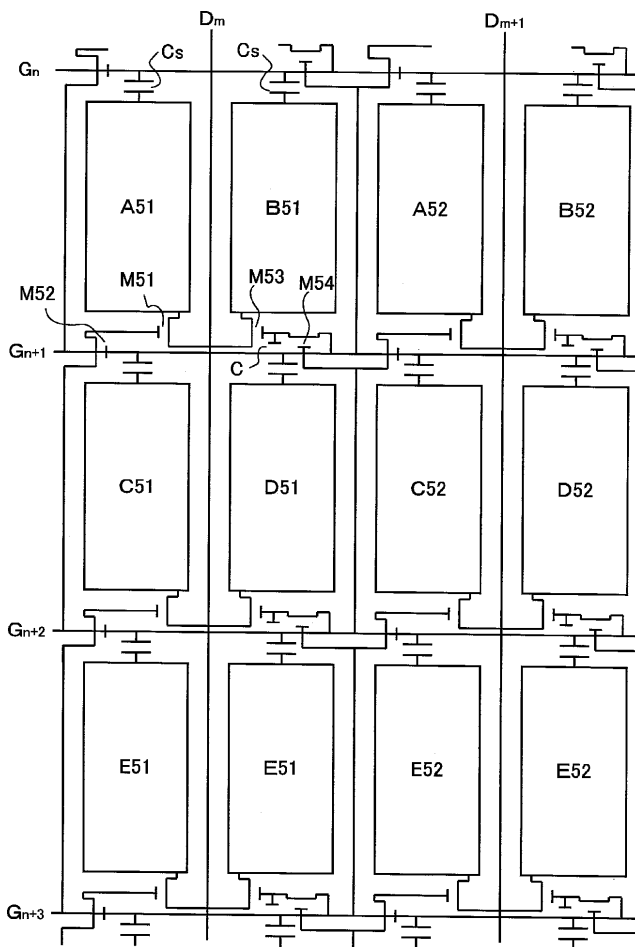 Dm Dm+1
Cs Cs
Gn
A51 B51 A52 B52
M51 M53
M52 M54
Gn+1
C
C51 D51 C52 D52
Gn+2
E51 E51 E52 E52
Gn+3